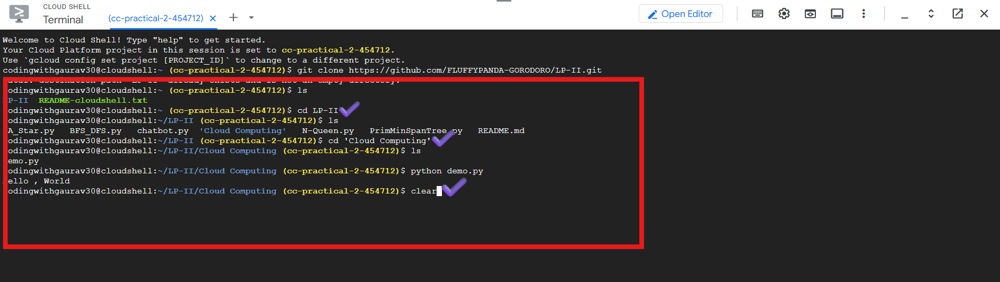 CLOUD SHELL
Terminal
(cc-practical-2-454712)
Open Editor
Welcome to Cloud Shell! Type "help" to get started.
Your Cloud Platform project in this session is set to cc-practical-2-454712.
Use `gcloud config set project [PROJECT_ID]` to change to a different project.
codingwithgaurav30@cloudshell:~ (cc-practical-2-454712)$ git clone https://github.com/FLUFFYPANDA-GORODORO/LP-II.git
fatal: destination path 'LP-II' already exists and is not an empty directory.
odingwithgaurav30@cloudshell:~ (cc-practical-2-454712)$ ls
P-II README-cloudshell.txt
odingwithgaurav30@cloudshell:~ (cc-practical-2-454712)$ cd LP-II
odingwithgaurav30@cloudshell:~/LP-II (cc-practical-2-454712)$ ls
A_Star.py BFS_DFS.py chatbot.py 'Cloud Computing' N-Queen.py PrimMinSpanTree.py README.md
odingwithgaurav30@cloudshell:~/LP-II (cc-practical-2-454712)$ cd 'Cloud Computing'
odingwithgaurav30@cloudshell:~/LP-II/Cloud Computing (cc-practical-2-454712)$ ls
emo.py
odingwithgaurav30@cloudshell:~/LP-II/Cloud Computing (cc-practical-2-454712)$ python demo.py
ello , World
odingwithgaurav30@cloudshell:~/LP-II/Cloud Computing (cc-practical-2-454712)$ clear